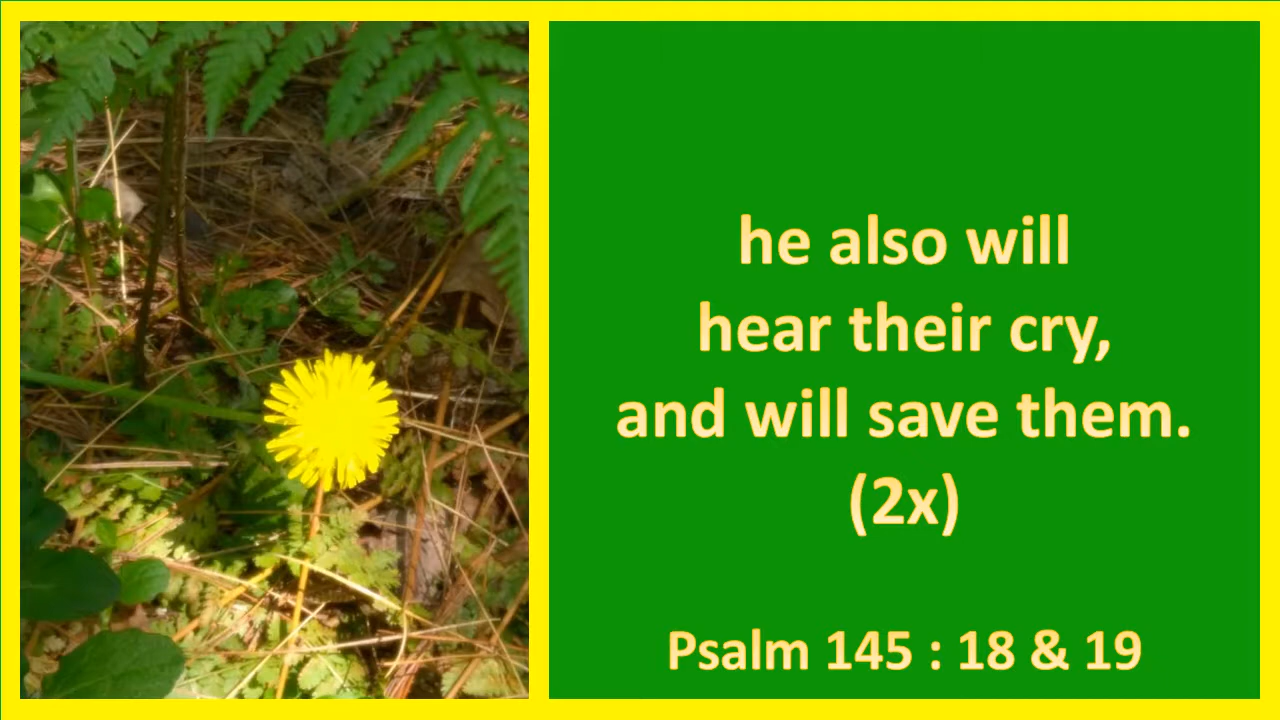 he also will
hear their cry,
and will save them.
(2x)
Psalm 145 : 18 & 19